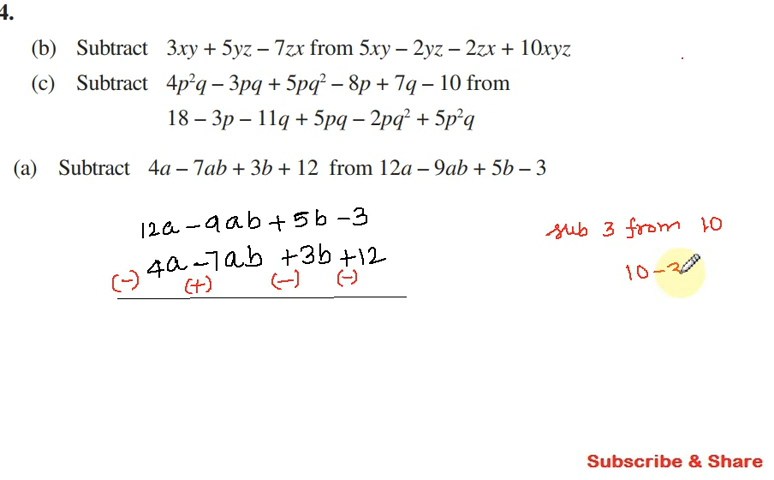 4.
(b) Subtract 3xy + 5yz – 7zx from 5xy – 2yz – 2zx + 10xyz
(c) Subtract 4p²q – 3pq + 5pq² – 8p + 7q – 10 from
18 – 3p – 11q + 5pq – 2pq² + 5p²q
(a) Subtract 4a – 7ab + 3b + 12 from 12a – 9ab + 5b – 3
12a - 9ab + 5b - 3
4a - 7ab + 3b + 12
(-) (+) (-) (-)
sub 3 from 10
10 - 3
Subscribe & Share